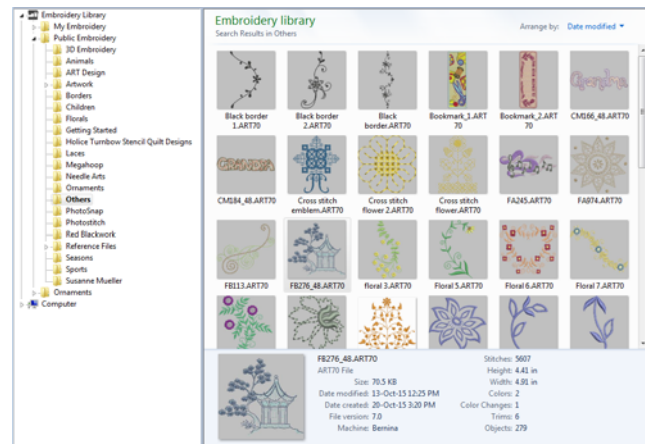 Embroidery Library
My Embroidery
Public Embroidery
3D Embroidery
Animals
ART Design
Artwork
Borders
Children
Florals
Getting Started
Holice Turnbow Stencil Quilt Designs
Laces
Megahoop
Needle Arts
Ornaments
Others
PhotoSnap
Photostitch
Red Blackwork
Reference Files
Seasons
Sports
Susanne Mueller
Ornaments
Computer
Embroidery library
Search Results in Others
Arrange by: Date modified
Black border 1.ART70
Black border 2.ART70
Black border.ART70
Bookmark_1.ART70
Bookmark_2.ART70
CM166_48.ART70
CM184_48.ART70
Cross stitch emblem.ART70
Cross stitch flower 2.ART70
Cross stitch flower.ART70
FA245.ART70
FA974.ART70
FB113.ART70
FB276_48.ART70
floral 3.ART70
Floral 5.ART70
Floral 6.ART70
Floral 7.ART70
FB276_48.ART70
ART70 File
Size: 70.5 KB
Date modified: 13-Oct-15 12:25 PM
Date created: 20-Oct-15 3:20 PM
File version: 7.0
Machine: Bernina
Stitches: 5607
Height: 4.41 in
Width: 4.91 in
Colors: 2
Color Changes: 1
Trims: 6
Objects: 279